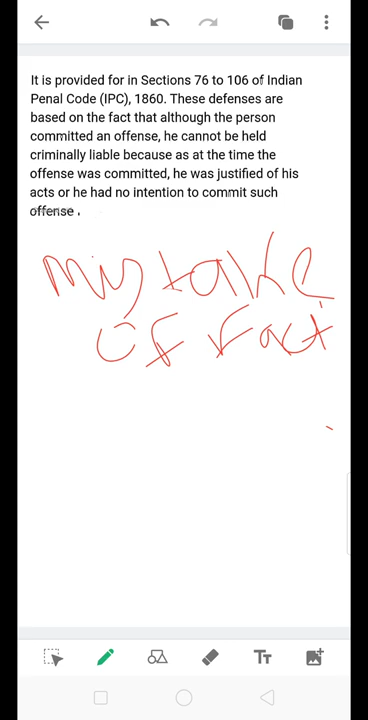 It is provided for in Sections 76 to 106 of Indian
Penal Code (IPC), 1860. These defenses are
based on the fact that although the person
committed an offense, he cannot be held
criminally liable because as at the time the
offense was committed, he was justified of his
acts or he had no intention to commit such
offense .
Mistake
of Fact
TT